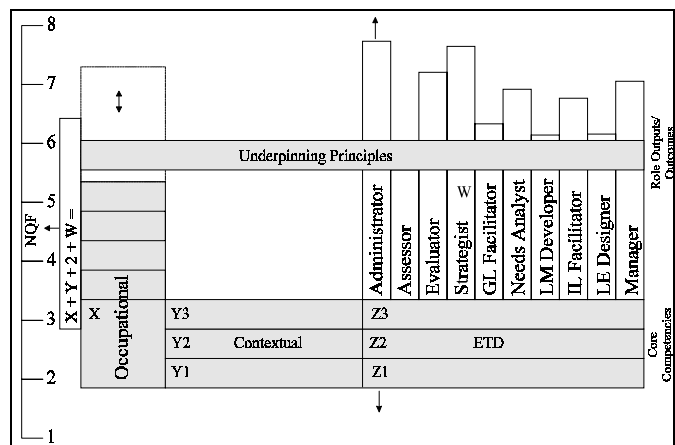 8
7
6
5
4
3
2
1
NQF
X + Y + 2 + W =
Underpinning Principles
Role Outputs/
Outcomes
Administrator
Assessor
Evaluator
Strategist
W
GL Facilitator
Needs Analyst
LM Developer
IL Facilitator
LE Designer
Manager
Occupational
X
Y3
Z3
Y2
Contextual
Z2
ETD
Y1
Z1
Core
Competencies